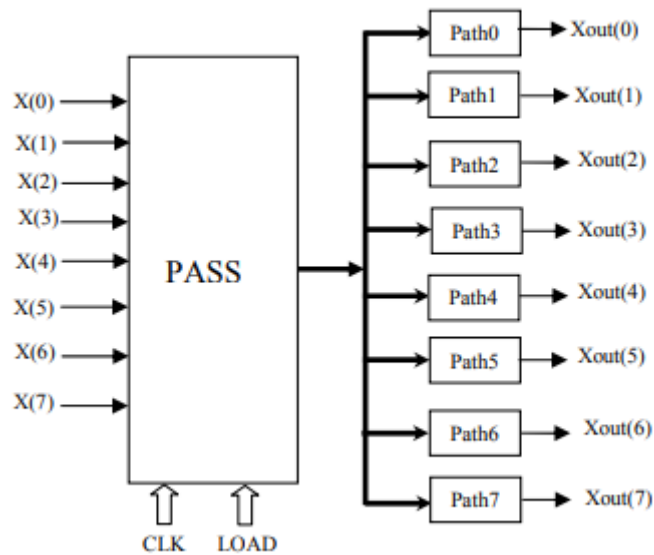 X(0)
X(1)
X(2)
X(3)
X(4)
X(5)
X(6)
X(7)
PASS
CLK LOAD
Path0 Xout(0)
Path1 Xout(1)
Path2 Xout(2)
Path3 Xout(3)
Path4 Xout(4)
Path5 Xout(5)
Path6 Xout(6)
Path7 Xout(7)